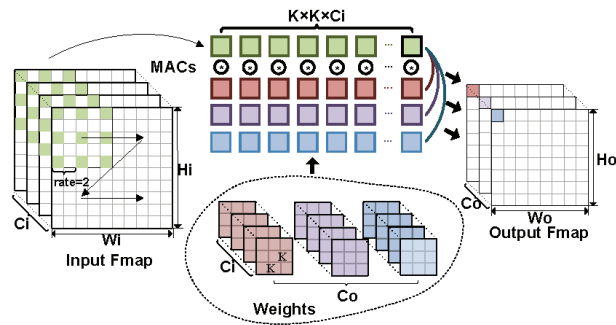 K×K×Ci
MACs
...
...
...
...
...
rate=2
Hi
Ci
Wi
Input Fmap
Ci
K
K
Co
Weights
Ho
Co
Wo
Output Fmap